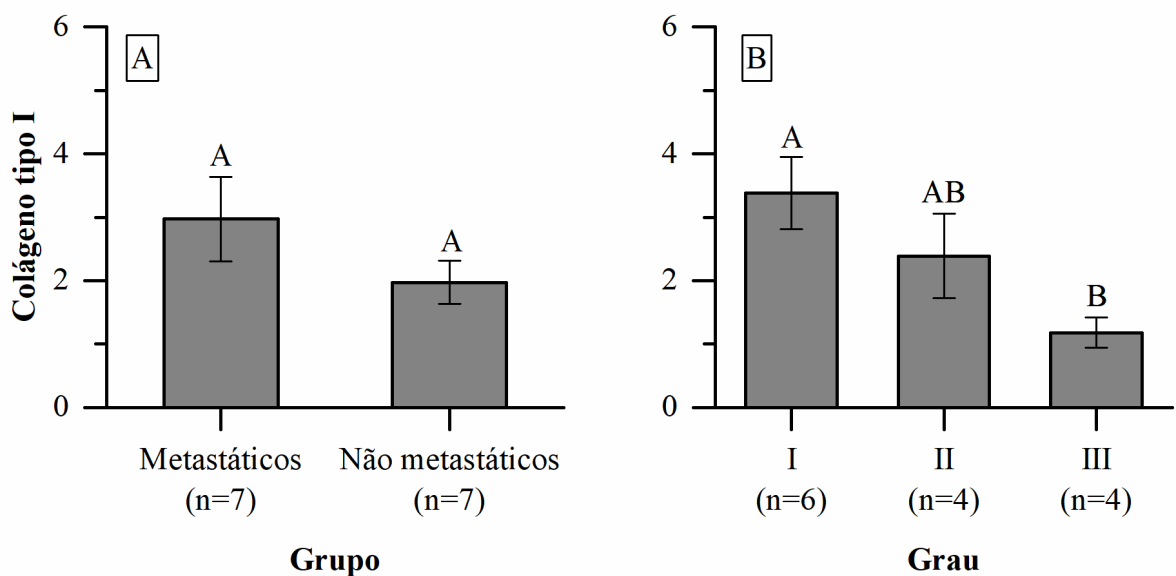 Colágeno tipo I
A
6
4
2
0
A
A
Metastáticos
(n=7)
Não metastáticos
(n=7)
Grupo
B
6
4
2
0
A
AB
B
I
(n=6)
II
(n=4)
III
(n=4)
Grau